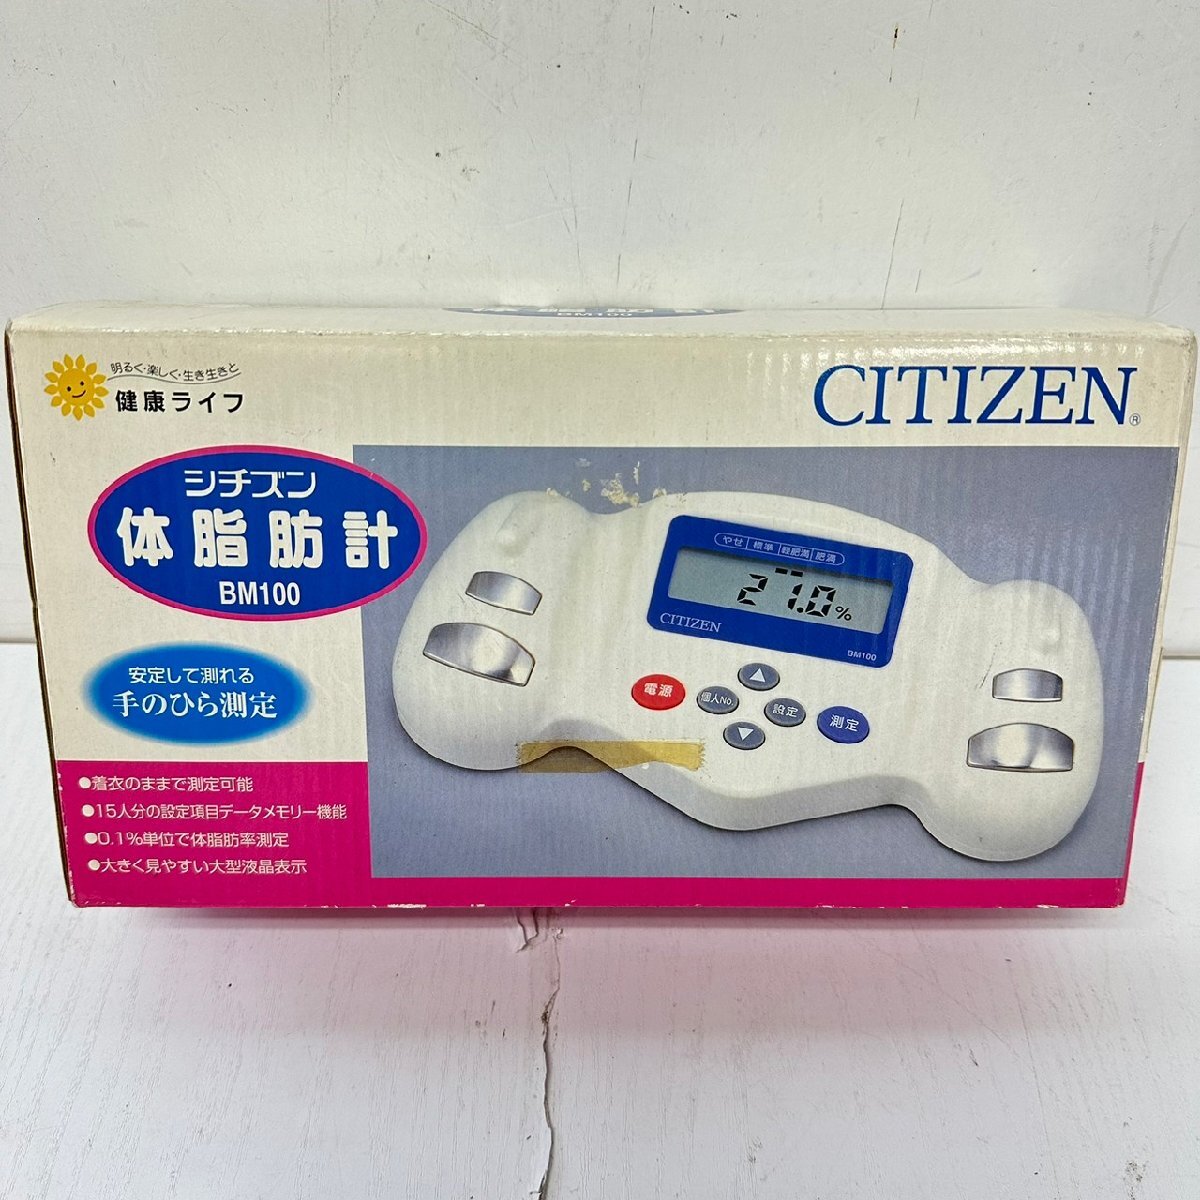 体脂肪計
BM100
明るく・楽しく・生き生きと
健康ライフ
CITIZEN®
シチズン
体脂肪計
BM100
安定して測れる
手のひら測定
●着衣のままで測定可能
●15人分の設定項目データメモリー機能
●0.1%単位で体脂肪率測定
●大きく見やすい大型液晶表示
やせ 標準 軽肥満 肥満
27.0%
CITIZEN
BM100
▲
電源 個人No 設定 測定
▼